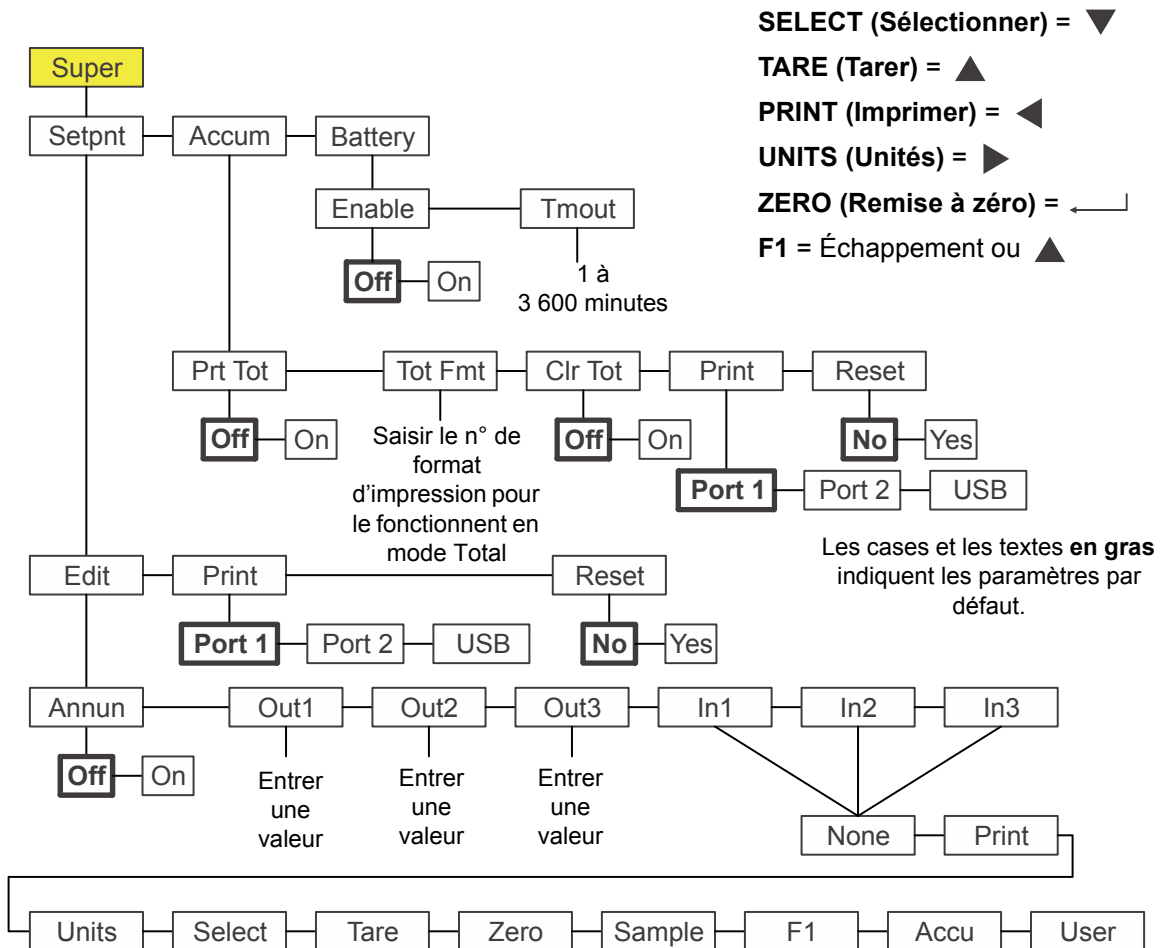 SELECT (Sélectionner) = ▼
TARE (Tarer) = ▲
PRINT (Imprimer) = ◀
UNITS (Unités) = ▶
ZERO (Remise à zéro) = ↵
F1 = Échappement ou ▲
Super
Setpnt Accum Battery
Enable Tmout
Off On
1 à
3 600 minutes
Prt Tot Tot Fmt Clr Tot Print Reset
Off On
Saisir le n° de
format
d'impression pour
le fonctionnent en
mode Total
Off On
No Yes
Port 1 Port 2 USB
Les cases et les textes en gras
indiquent les paramètres par
défaut.
Edit Print Reset
Port 1 Port 2 USB
No Yes
Annun Out1 Out2 Out3 In1 In2 In3
Off On
Entrer
une
valeur
Entrer
une
valeur
Entrer
une
valeur
None Print
Units Select Tare Zero Sample F1 Accu User